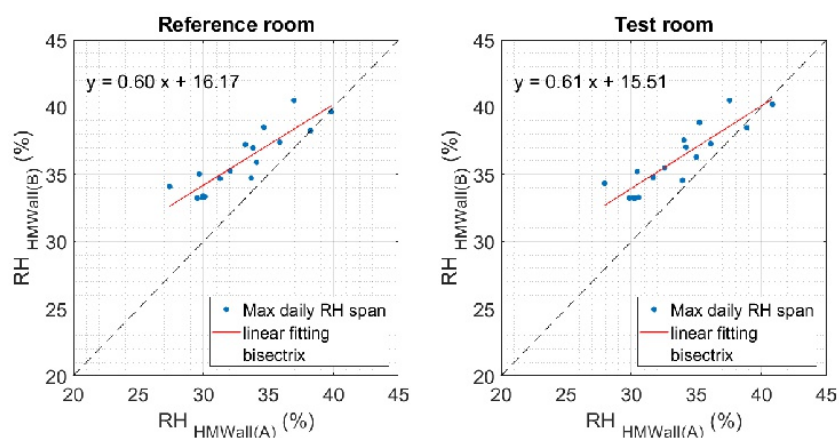 Reference room
45
40
35
30
25
20
RH HMWall(B) (%)
y = 0.60 x + 16.17
Max daily RH span
linear fitting
bisectrix
20 25 30 35 40 45
RH HMWall(A) (%)
Test room
45
40
35
30
25
20
RH HMWall(B) (%)
y = 0.61 x + 15.51
Max daily RH span
linear fitting
bisectrix
20 25 30 35 40 45
RH HMWall(A) (%)